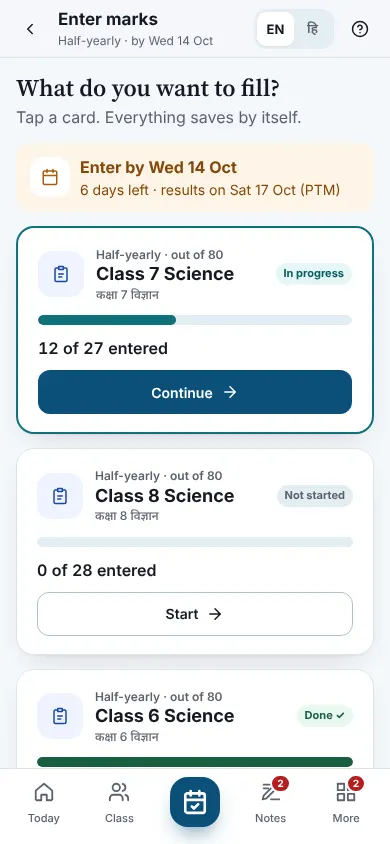 Enter marks
Half-yearly · by Wed 14 Oct
EN
हि
What do you want to fill?
Tap a card. Everything saves by itself.
Enter by Wed 14 Oct
6 days left · results on Sat 17 Oct (PTM)
Half-yearly · out of 80
Class 7 Science
कक्षा 7 विज्ञान
In progress
12 of 27 entered
Continue →
Half-yearly · out of 80
Class 8 Science
कक्षा 8 विज्ञान
Not started
0 of 28 entered
Start →
Half-yearly · out of 80
Class 6 Science
कक्षा 6 विज्ञान
Done ✓
Today
Class
2
Notes
2
More